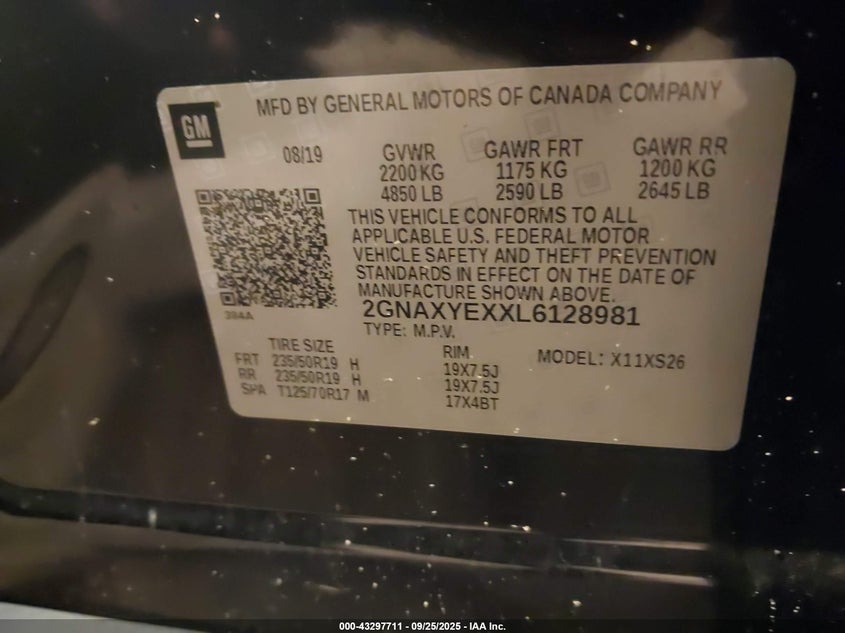 MFD BY GENERAL MOTORS OF CANADA COMPANY
GM
08/19 GVWR GAWR FRT GAWR RR
2200 KG 1175 KG 1200 KG
4850 LB 2590 LB 2645 LB
THIS VEHICLE CONFORMS TO ALL
APPLICABLE U.S. FEDERAL MOTOR
VEHICLE SAFETY AND THEFT PREVENTION
STANDARDS IN EFFECT ON THE DATE OF
MANUFACTURE SHOWN ABOVE.
394A 2GNAXYEXXL6128981
TYPE: M.P.V.
TIRE SIZE RIM MODEL: X11XS26
FRT 235/50R19 H 19X7.5J
RR 235/50R19 H 19X7.5J
SPA T125/70R17 M 17X4BT
000-43297711 - 09/25/2025 - IAA Inc.